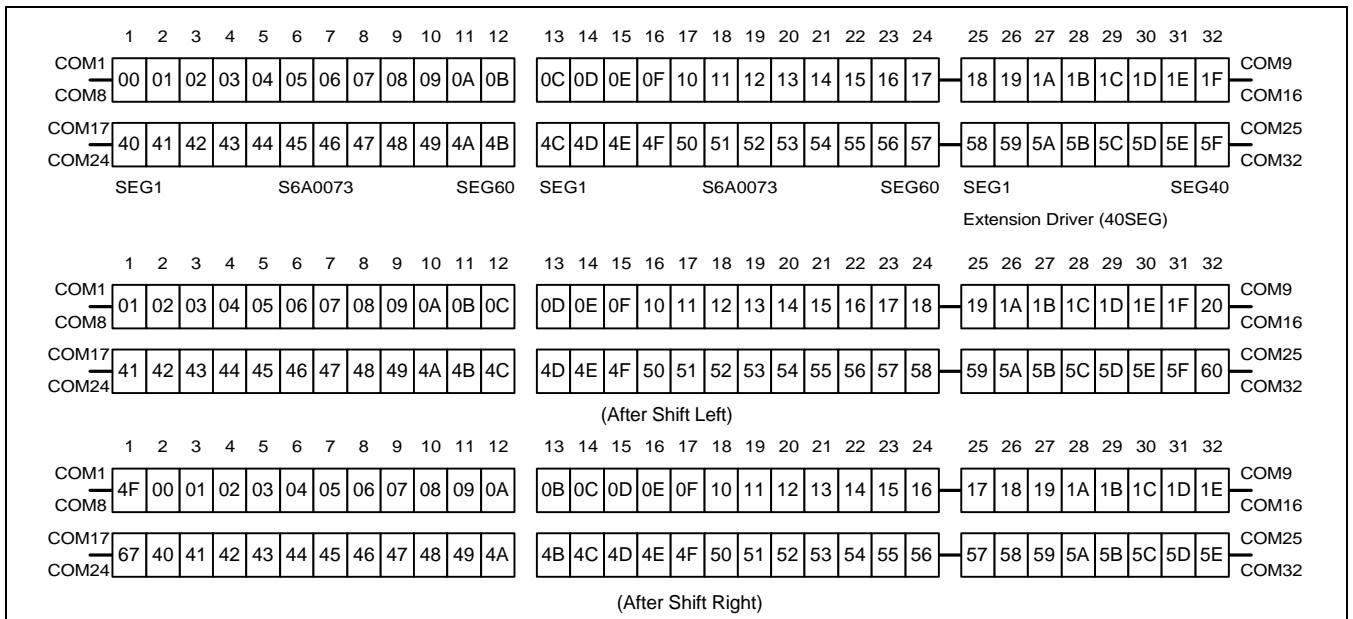 1 2 3 4 5 6 7 8 9 10 11 12 13 14 15 16 17 18 19 20 21 22 23 24 25 26 27 28 29 30 31 32
COM1 COM9
00 01 02 03 04 05 06 07 08 09 0A 0B 0C 0D 0E 0F 10 11 12 13 14 15 16 17 18 19 1A 1B 1C 1D 1E 1F
COM8 COM16
COM17 COM25
40 41 42 43 44 45 46 47 48 49 4A 4B 4C 4D 4E 4F 50 51 52 53 54 55 56 57 58 59 5A 5B 5C 5D 5E 5F
COM24 COM32
SEG1 S6A0073 SEG60 SEG1 S6A0073 SEG60 SEG1 SEG40
Extension Driver (40SEG)
1 2 3 4 5 6 7 8 9 10 11 12 13 14 15 16 17 18 19 20 21 22 23 24 25 26 27 28 29 30 31 32
COM1 COM9
01 02 03 04 05 06 07 08 09 0A 0B 0C 0D 0E 0F 10 11 12 13 14 15 16 17 18 19 1A 1B 1C 1D 1E 1F 20
COM8 COM16
COM17 COM25
41 42 43 44 45 46 47 48 49 4A 4B 4C 4D 4E 4F 50 51 52 53 54 55 56 57 58 59 5A 5B 5C 5D 5E 5F 60
COM24 COM32
(After Shift Left)
1 2 3 4 5 6 7 8 9 10 11 12 13 14 15 16 17 18 19 20 21 22 23 24 25 26 27 28 29 30 31 32
COM1 COM9
4F 00 01 02 03 04 05 06 07 08 09 0A 0B 0C 0D 0E 0F 10 11 12 13 14 15 16 17 18 19 1A 1B 1C 1D 1E
COM8 COM16
COM17 COM25
67 40 41 42 43 44 45 46 47 48 49 4A 4B 4C 4D 4E 4F 50 51 52 53 54 55 56 57 58 59 5A 5B 5C 5D 5E
COM24 COM32
(After Shift Right)